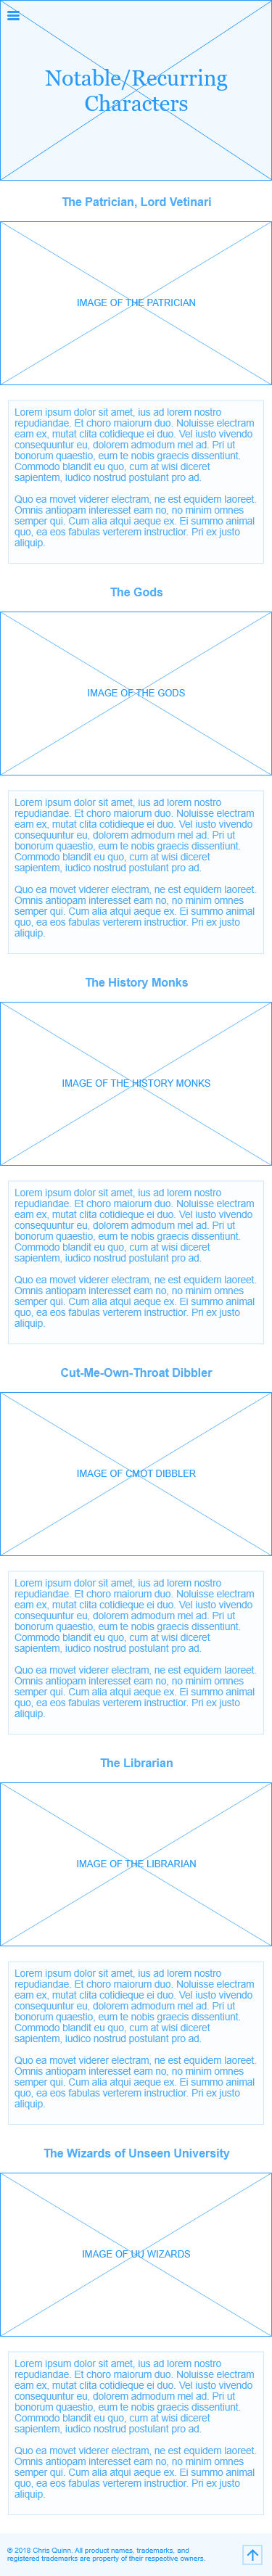 Notable/Recurring
Characters
The Patrician, Lord Vetinari
IMAGE OF THE PATRICIAN
Lorem ipsum dolor sit amet, ius ad lorem nostro
repudiandae. Et choro maiorum duo. Noluisse electram
eam ex, mutat clita cotidieque ei duo. Vel iusto vivendo
consequuntur eu, dolorem admodum mel ad. Pri ut
bonorum quaestio, eum te nobis graecis dissentiunt.
Commodo blandit eu quo, cum at wisi diceret
sapientem, iudico nostrud postulant pro ad.
Quo ea movet viderer electram, ne est equidem laoreet.
Omnis antiopam interesset eam no, no minim omnes
semper qui. Cum alia atqui aeque ex. Ei summo animal
quo, ea eos fabulas verterem instructior. Pri ex justo
aliquip.
The Gods
IMAGE OF THE GODS
Lorem ipsum dolor sit amet, ius ad lorem nostro
repudiandae. Et choro maiorum duo. Noluisse electram
eam ex, mutat clita cotidieque ei duo. Vel iusto vivendo
consequuntur eu, dolorem admodum mel ad. Pri ut
bonorum quaestio, eum te nobis graecis dissentiunt.
Commodo blandit eu quo, cum at wisi diceret
sapientem, iudico nostrud postulant pro ad.
Quo ea movet viderer electram, ne est equidem laoreet.
Omnis antiopam interesset eam no, no minim omnes
semper qui. Cum alia atqui aeque ex. Ei summo animal
quo, ea eos fabulas verterem instructior. Pri ex justo
aliquip.
The History Monks
IMAGE OF THE HISTORY MONKS
Lorem ipsum dolor sit amet, ius ad lorem nostro
repudiandae. Et choro maiorum duo. Noluisse electram
eam ex, mutat clita cotidieque ei duo. Vel iusto vivendo
consequuntur eu, dolorem admodum mel ad. Pri ut
bonorum quaestio, eum te nobis graecis dissentiunt.
Commodo blandit eu quo, cum at wisi diceret
sapientem, iudico nostrud postulant pro ad.
Quo ea movet viderer electram, ne est equidem laoreet.
Omnis antiopam interesset eam no, no minim omnes
semper qui. Cum alia atqui aeque ex. Ei summo animal
quo, ea eos fabulas verterem instructior. Pri ex justo
aliquip.
Cut-Me-Own-Throat Dibbler
IMAGE OF CMOT DIBBLER
Lorem ipsum dolor sit amet, ius ad lorem nostro
repudiandae. Et choro maiorum duo. Noluisse electram
eam ex, mutat clita cotidieque ei duo. Vel iusto vivendo
consequuntur eu, dolorem admodum mel ad. Pri ut
bonorum quaestio, eum te nobis graecis dissentiunt.
Commodo blandit eu quo, cum at wisi diceret
sapientem, iudico nostrud postulant pro ad.
Quo ea movet viderer electram, ne est equidem laoreet.
Omnis antiopam interesset eam no, no minim omnes
semper qui. Cum alia atqui aeque ex. Ei summo animal
quo, ea eos fabulas verterem instructior. Pri ex justo
aliquip.
The Librarian
IMAGE OF THE LIBRARIAN
Lorem ipsum dolor sit amet, ius ad lorem nostro
repudiandae. Et choro maiorum duo. Noluisse electram
eam ex, mutat clita cotidieque ei duo. Vel iusto vivendo
consequuntur eu, dolorem admodum mel ad. Pri ut
bonorum quaestio, eum te nobis graecis dissentiunt.
Commodo blandit eu quo, cum at wisi diceret
sapientem, iudico nostrud postulant pro ad.
Quo ea movet viderer electram, ne est equidem laoreet.
Omnis antiopam interesset eam no, no minim omnes
semper qui. Cum alia atqui aeque ex. Ei summo animal
quo, ea eos fabulas verterem instructior. Pri ex justo
aliquip.
The Wizards of Unseen University
IMAGE OF UU WIZARDS
Lorem ipsum dolor sit amet, ius ad lorem nostro
repudiandae. Et choro maiorum duo. Noluisse electram
eam ex, mutat clita cotidieque ei duo. Vel iusto vivendo
consequuntur eu, dolorem admodum mel ad. Pri ut
bonorum quaestio, eum te nobis graecis dissentiunt.
Commodo blandit eu quo, cum at wisi diceret
sapientem, iudico nostrud postulant pro ad.
Quo ea movet viderer electram, ne est equidem laoreet.
Omnis antiopam interesset eam no, no minim omnes
semper qui. Cum alia atqui aeque ex. Ei summo animal
quo, ea eos fabulas verterem instructior. Pri ex justo
aliquip.
© 2018 Chris Quinn. All product names, trademarks, and
registered trademarks are property of their respective owners.